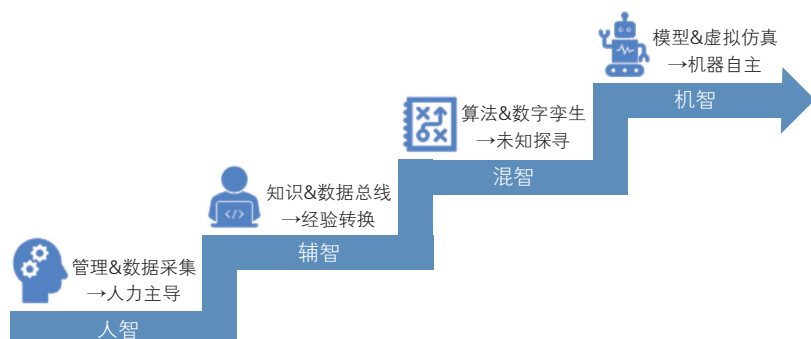 模型&虚拟仿真
→机器自主
机智
算法&数字孪生
→未知探寻
混智
知识&数据总线
→经验转换
辅智
管理&数据采集
→人力主导
人智